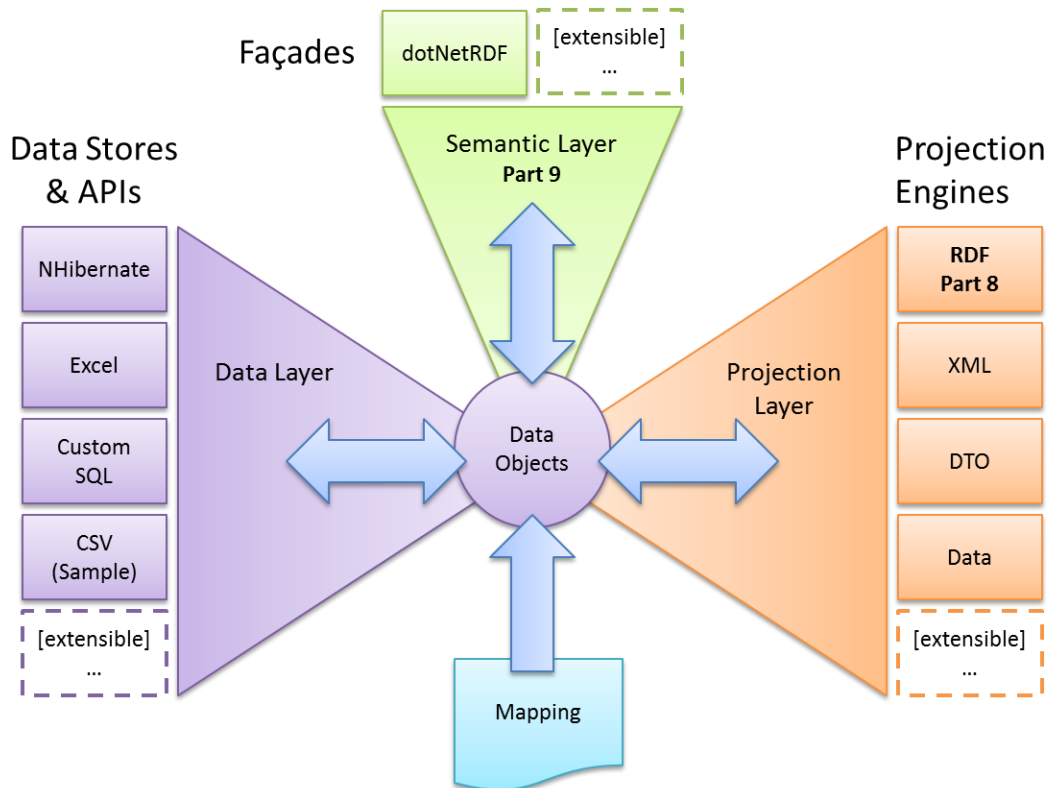 Façades
dotNetRDF
[extensible]
...
Semantic Layer
Part 9
Data Stores
& APIs
NHibernate
Excel
Custom
SQL
CSV
(Sample)
[extensible]
...
Data Layer
Data
Objects
Mapping
Projection
Layer
Projection
Engines
RDF
Part 8
XML
DTO
Data
[extensible]
...